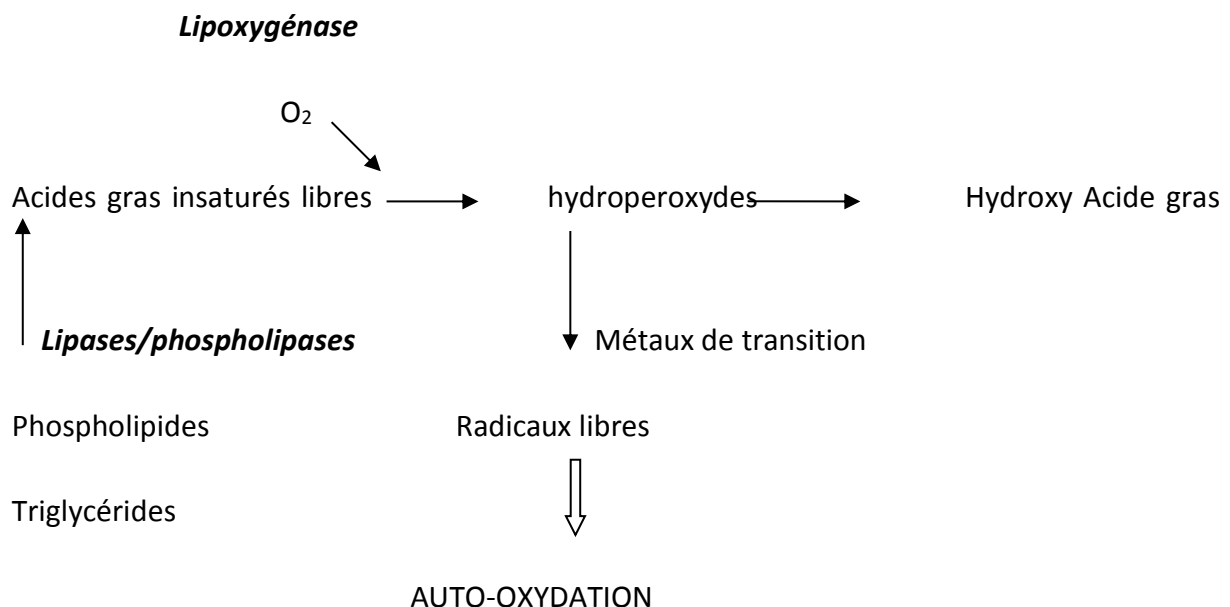 Lipoxygénase
O₂
Acides gras insaturés libres hydroperoxydes Hydroxy Acide gras
Lipases/phospholipases Métaux de transition
Phospholipides Radicaux libres
Triglycérides
AUTO-OXYDATION